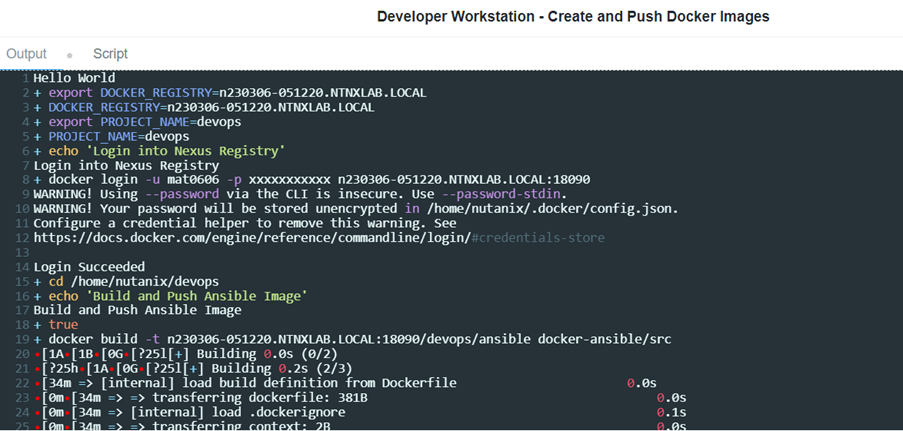 Developer Workstation - Create and Push Docker Images
Output • Script
1 Hello World
2 + export DOCKER_REGISTRY=n230306-051220.NTNXLAB.LOCAL
3 + DOCKER_REGISTRY=n230306-051220.NTNXLAB.LOCAL
4 + export PROJECT_NAME=devops
5 + PROJECT_NAME=devops
6 + echo 'Login into Nexus Registry'
7 Login into Nexus Registry
8 + docker login -u mat0606 -p xxxxxxxxxxx n230306-051220.NTNXLAB.LOCAL:18090
9 WARNING! Using --password via the CLI is insecure. Use --password-stdin.
10 WARNING! Your password will be stored unencrypted in /home/nutanix/.docker/config.json.
11 Configure a credential helper to remove this warning. See
12 https://docs.docker.com/engine/reference/commandline/login/#credentials-store
13
14 Login Succeeded
15 + cd /home/nutanix/devops
16 + echo 'Build and Push Ansible Image'
17 Build and Push Ansible Image
18 + true
19 + docker build -t n230306-051220.NTNXLAB.LOCAL:18090/devops/ansible docker-ansible/src
20 •[1A•[1B•[0G•[?25l[+] Building 0.0s (0/2)
21 •[?25h•[1A•[0G•[?25l[+] Building 0.2s (2/3)
22 •[34m => [internal] load build definition from Dockerfile 0.0s
23 •[0m•[34m => => transferring dockerfile: 381B 0.0s
24 •[0m•[34m => [internal] load .dockerignore 0.1s
25 •[0m•[34m => => transferring context: 2B 0.0s